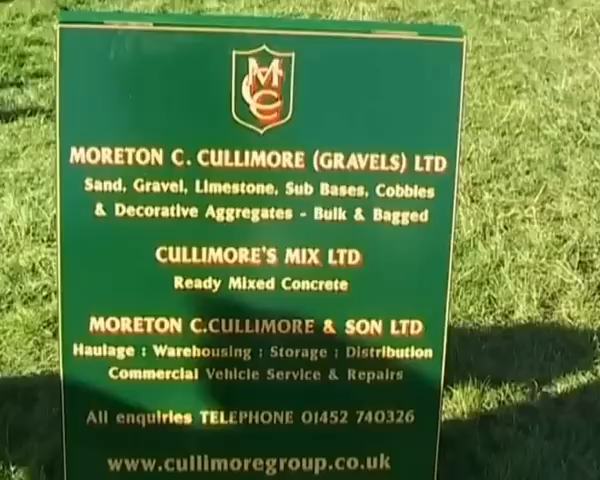 MC
MORETON C. CULLIMORE (GRAVELS) LTD
Sand, Gravel, Limestone, Sub Bases, Cobbles
& Decorative Aggregates - Bulk & Bagged
CULLIMORE'S MIX LTD
Ready Mixed Concrete
MORETON C.CULLIMORE & SON LTD
Haulage : Warehousing : Storage : Distribution
Commercial Vehicle Service & Repairs
All enquiries TELEPHONE 01452 740326
www.cullimoregroup.co.uk